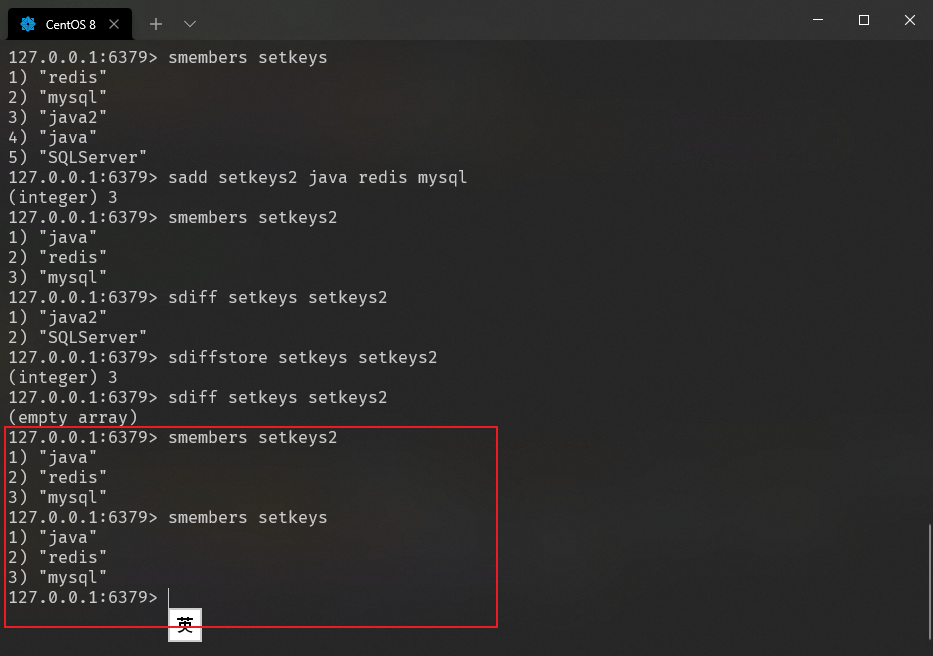 CentOS 8
127.0.0.1:6379> smembers setkeys
1) "redis"
2) "mysql"
3) "java2"
4) "java"
5) "SQLServer"
127.0.0.1:6379> sadd setkeys2 java redis mysql
(integer) 3
127.0.0.1:6379> smembers setkeys2
1) "java"
2) "redis"
3) "mysql"
127.0.0.1:6379> sdiff setkeys setkeys2
1) "java2"
2) "SQLServer"
127.0.0.1:6379> sdiffstore setkeys setkeys2
(integer) 3
127.0.0.1:6379> sdiff setkeys setkeys2
(empty array)
127.0.0.1:6379> smembers setkeys2
1) "java"
2) "redis"
3) "mysql"
127.0.0.1:6379> smembers setkeys
1) "java"
2) "redis"
3) "mysql"
127.0.0.1:6379>
英